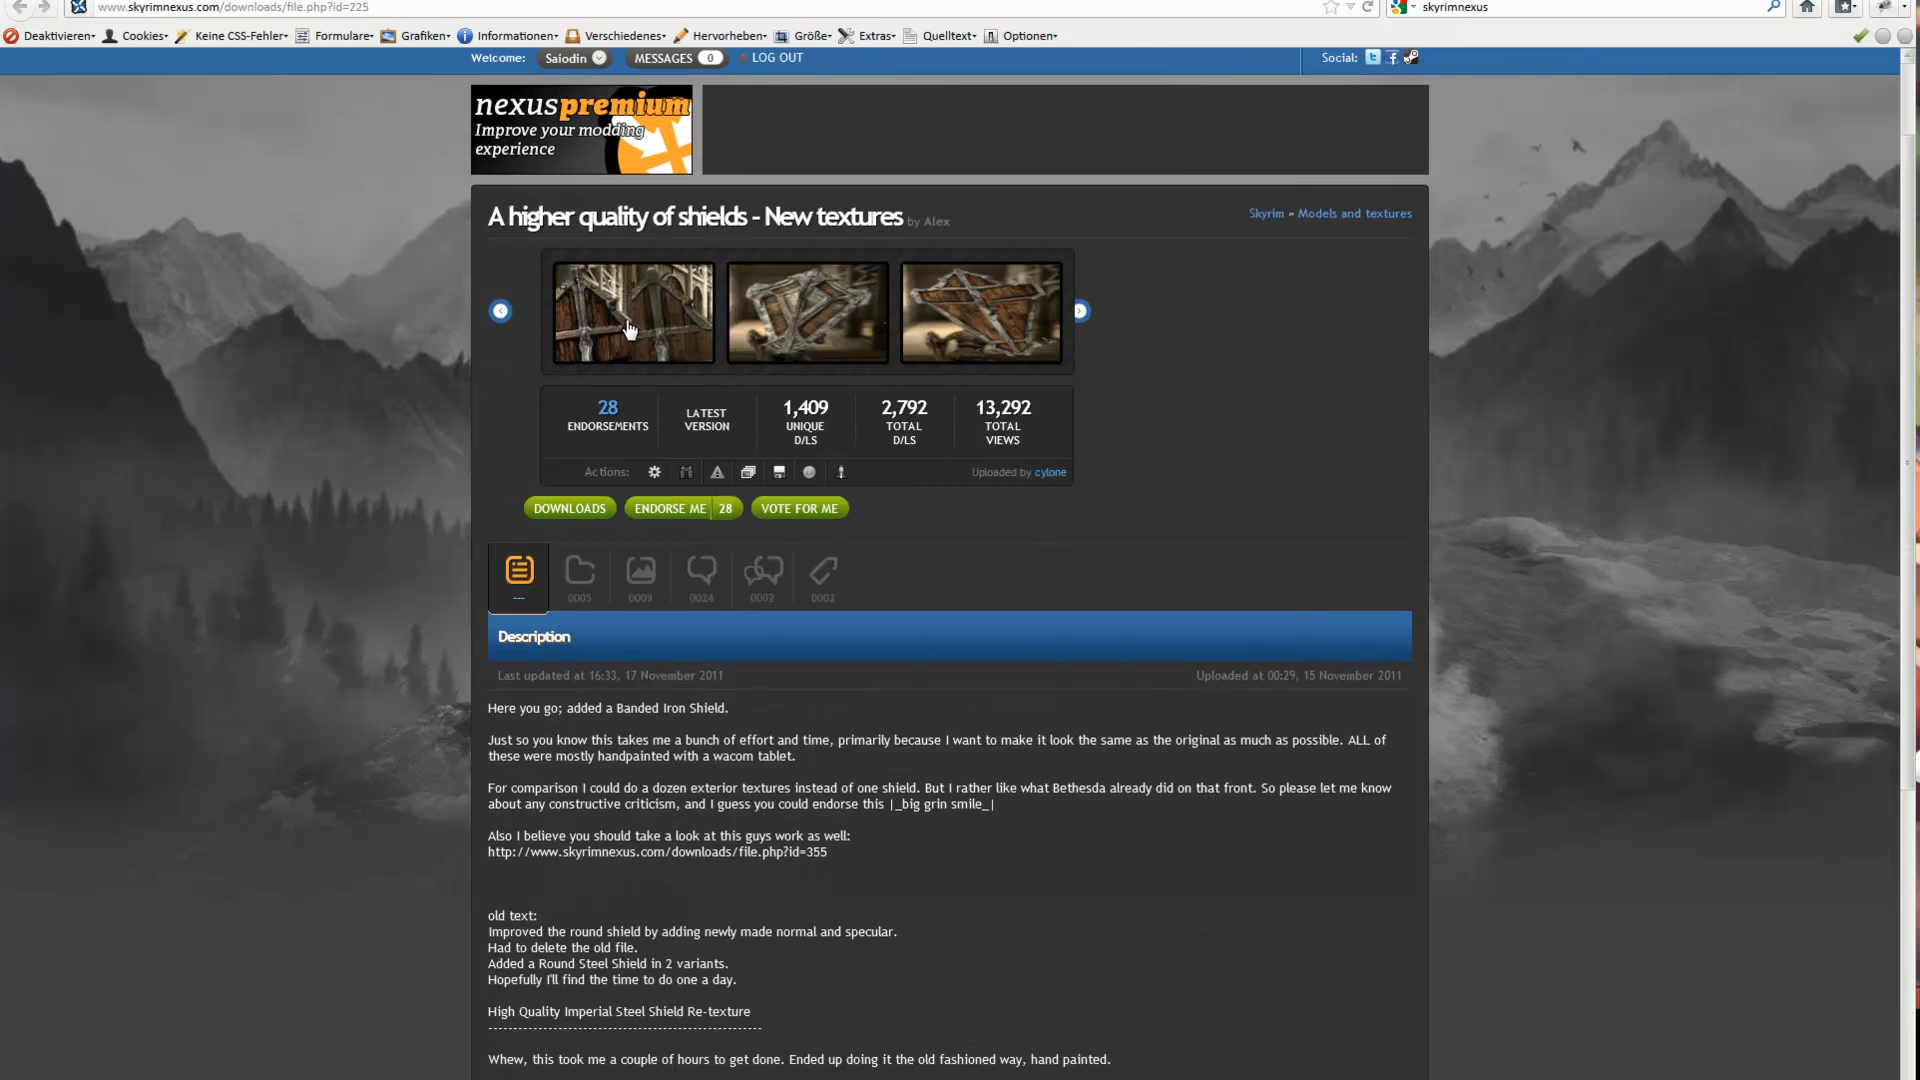 www.skyrimnexus.com/downloads/file.php?id=225
skyrimnexus
Deaktivieren Cookies Keine CSS-Fehler Formulare Grafiken Informationen Verschiedenes Hervorheben Größe Extras Quelltext Optionen
Welcome: Saiodin MESSAGES 0 LOG OUT Social:
nexuspremium
Improve your modding
experience
A higher quality of shields - New textures by Alex
Skyrim » Models and textures
28 ENDORSEMENTS
LATEST VERSION
1,409 UNIQUE D/LS
2,792 TOTAL D/LS
13,292 TOTAL VIEWS
Actions: Uploaded by cylone
DOWNLOADS ENDORSE ME 28 VOTE FOR ME
--- 0005 0009 0024 0002 0002
Description
Last updated at 16:33, 17 November 2011 Uploaded at 00:29, 15 November 2011
Here you go; added a Banded Iron Shield.
Just so you know this takes me a bunch of effort and time, primarily because I want to make it look the same as the original as much as possible. ALL of
these were mostly handpainted with a wacom tablet.
For comparison I could do a dozen exterior textures instead of one shield. But I rather like what Bethesda already did on that front. So please let me know
about any constructive criticism, and I guess you could endorse this |_big grin smile_|
Also I believe you should take a look at this guys work as well:
http://www.skyrimnexus.com/downloads/file.php?id=355
old text:
Improved the round shield by adding newly made normal and specular.
Had to delete the old file.
Added a Round Steel Shield in 2 variants.
Hopefully I'll find the time to do one a day.
High Quality Imperial Steel Shield Re-texture
-------------------------------------------------------
Whew, this took me a couple of hours to get done. Ended up doing it the old fashioned way, hand painted.